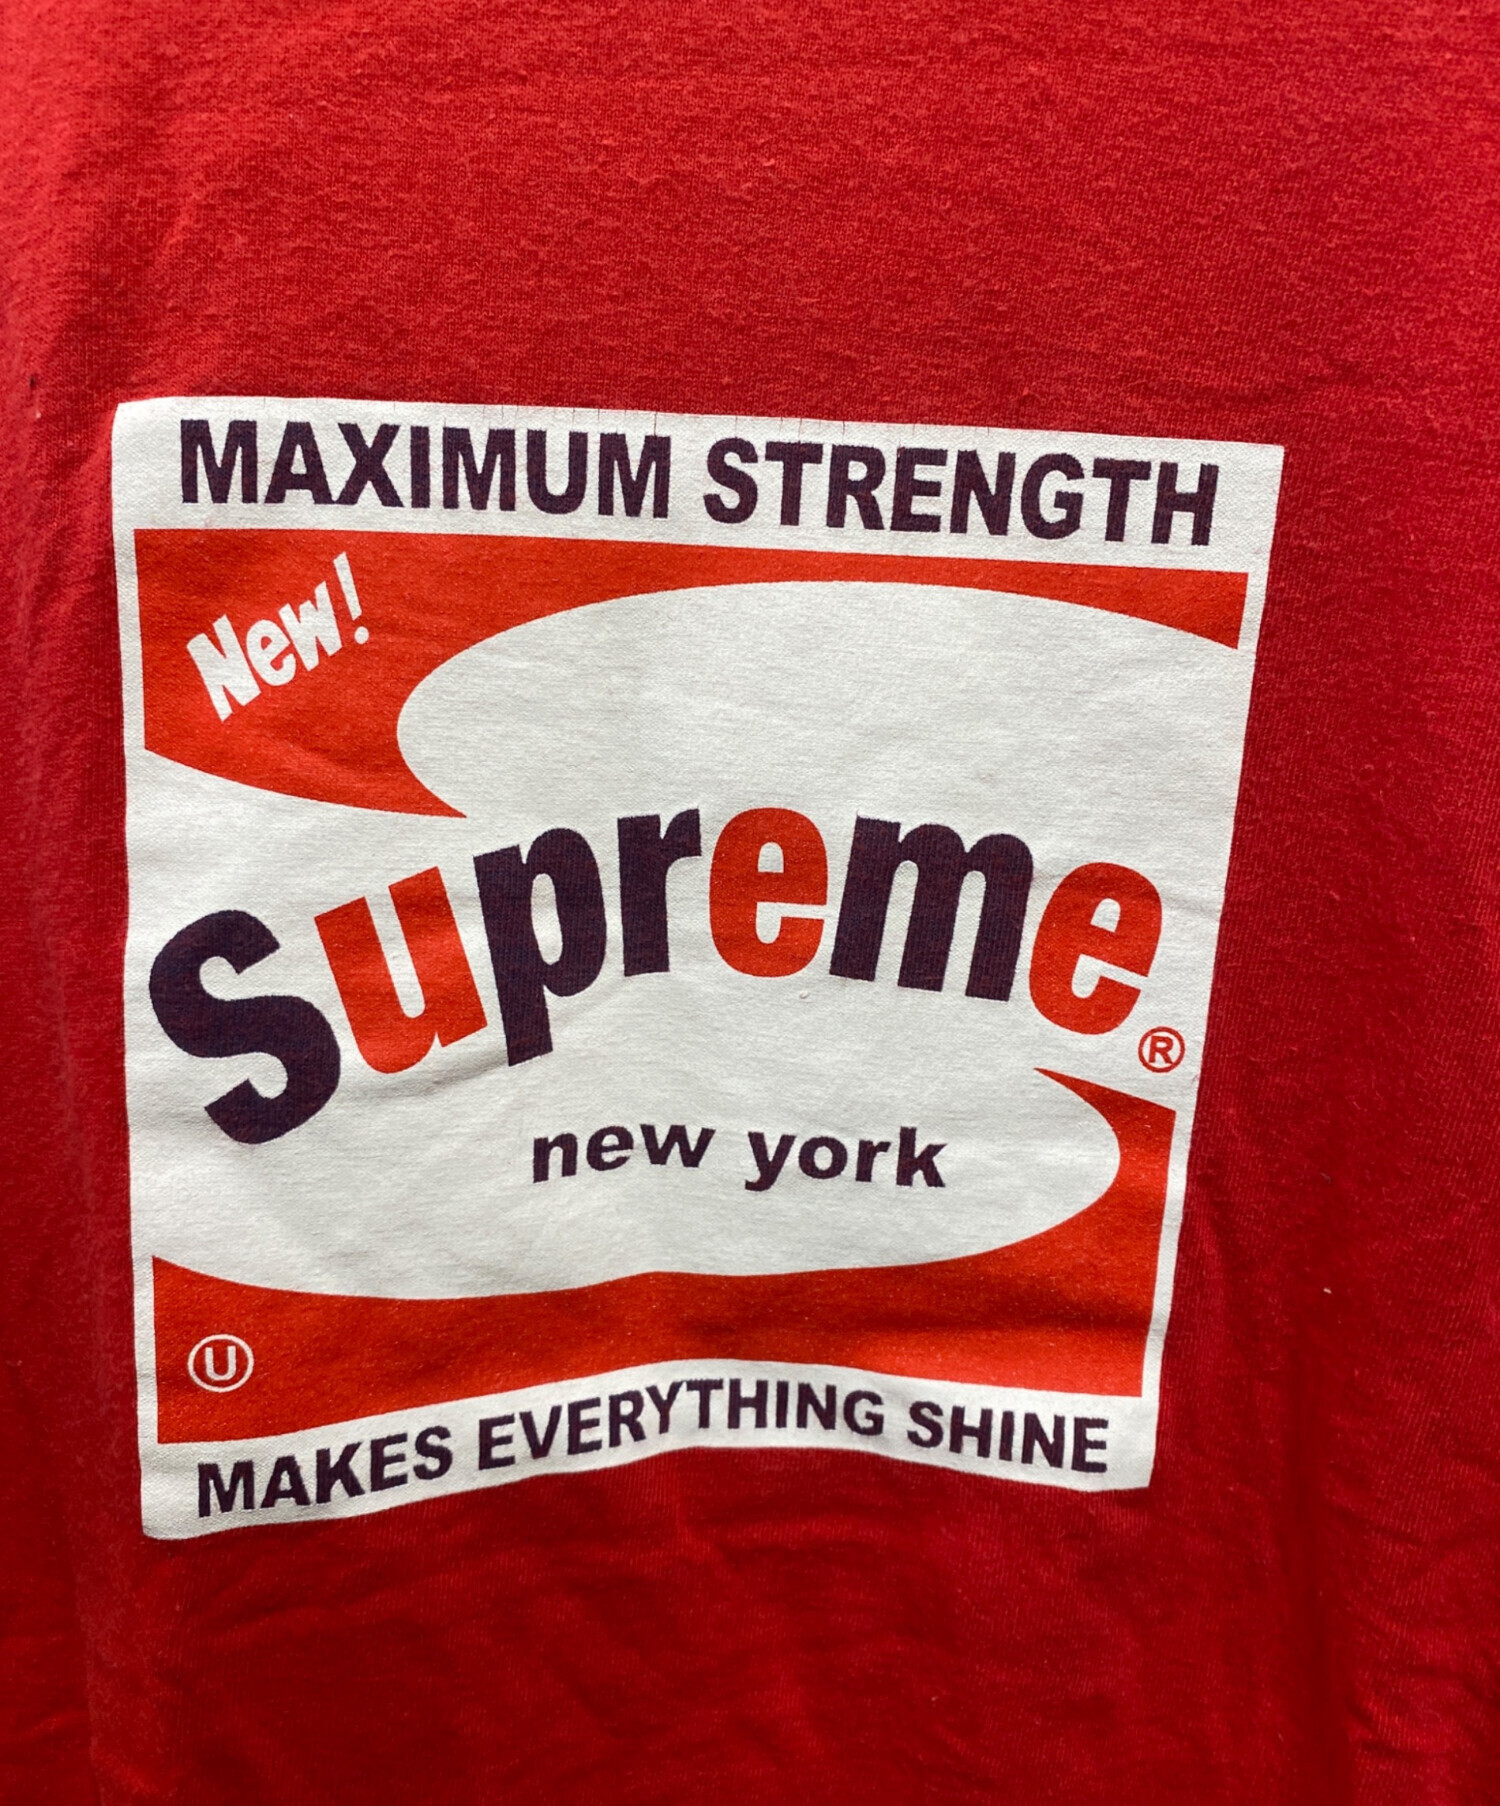 MAXIMUM STRENGTH
New!
Supreme®
new york
Ⓤ
MAKES EVERYTHING SHINE